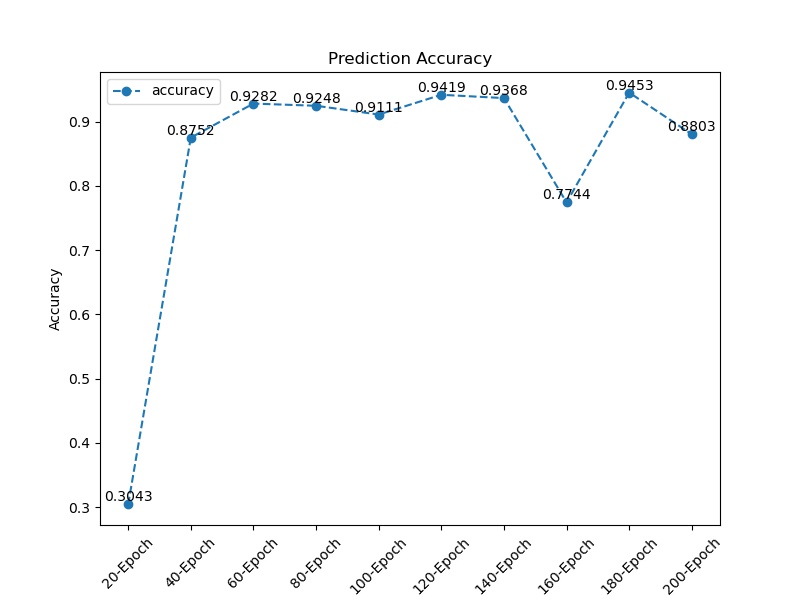 Prediction Accuracy
accuracy
0.3043
0.8752
0.9282
0.9248
0.9111
0.9419
0.9368
0.7744
0.9453
0.8803
Accuracy
0.9
0.8
0.7
0.6
0.5
0.4
0.3
20-Epoch
40-Epoch
60-Epoch
80-Epoch
100-Epoch
120-Epoch
140-Epoch
160-Epoch
180-Epoch
200-Epoch